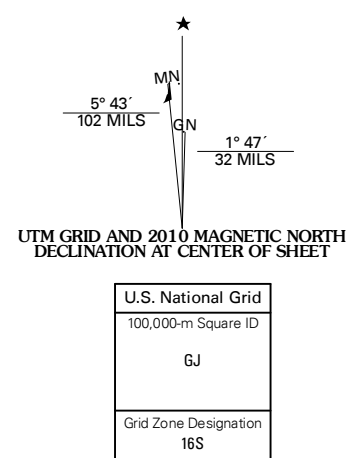 ★
MN
GN
5° 43´
102 MILS
1° 47´
32 MILS
UTM GRID AND 2010 MAGNETIC NORTH
DECLINATION AT CENTER OF SHEET
U.S. National Grid
100,000-m Square ID
GJ
Grid Zone Designation
16S